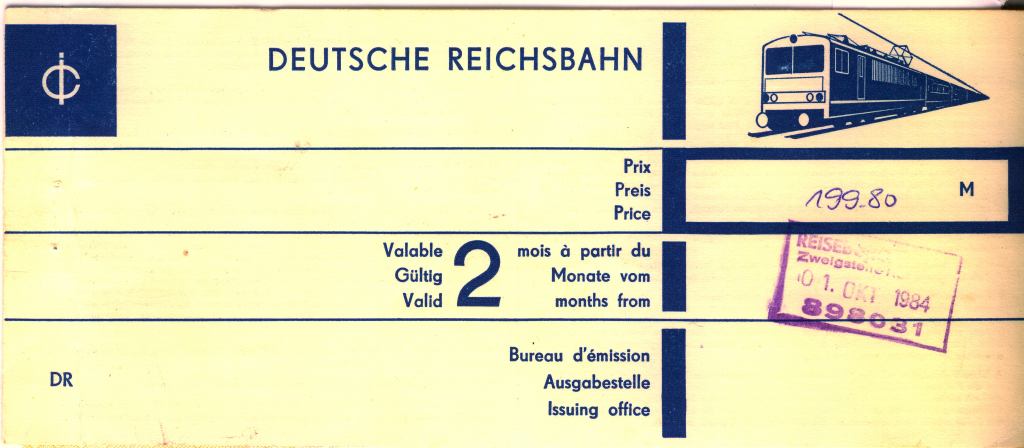 DEUTSCHE REICHSBAHN
Prix
Preis
Price
199.80 M
Valable
Gültig
Valid
2
mois à partir du
Monate vom
months from
01. OKT 1984
898031
DR
Bureau d'émission
Ausgabestelle
Issuing office